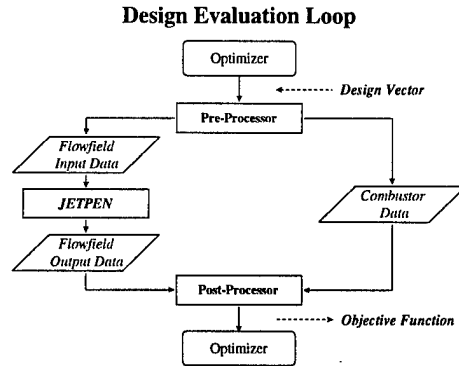 Design Evaluation Loop
Optimizer
Design Vector
Pre-Processor
Flowfield
Input Data
JETPEN
Combustor
Data
Flowfield
Output Data
Post-Processor
Objective Function
Optimizer